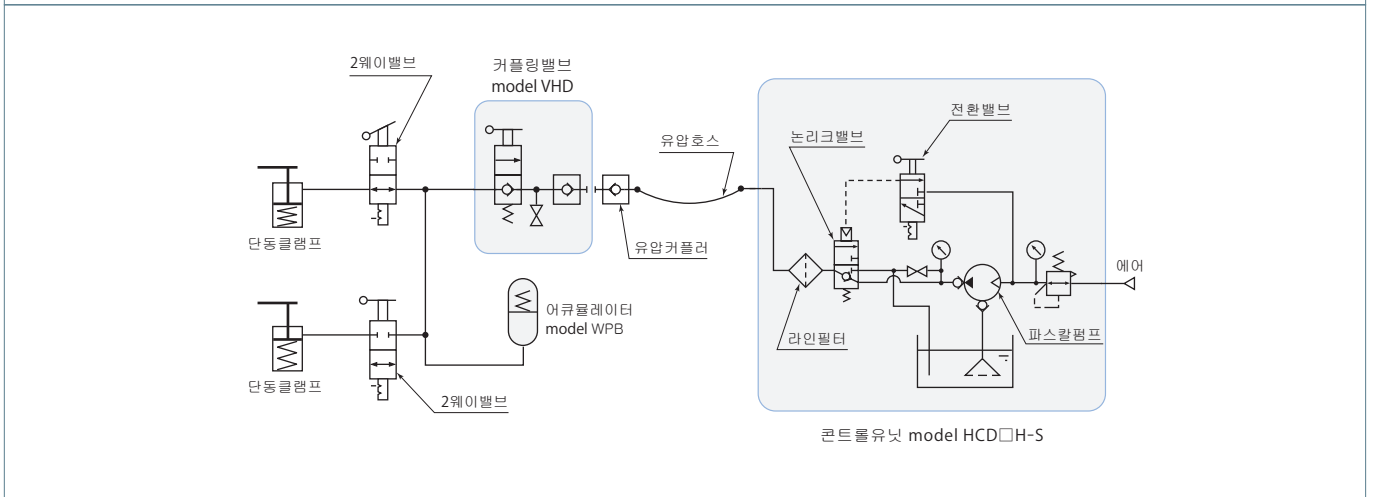 2웨이밸브
커플링밸브
model VHD
전환밸브
논리크밸브
유압호스
단동클램프
유압커플러
에어
어큐뮬레이터
model WPB
라인필터
파스칼펌프
단동클램프
2웨이밸브
콘트롤유닛 model HCD□H-S